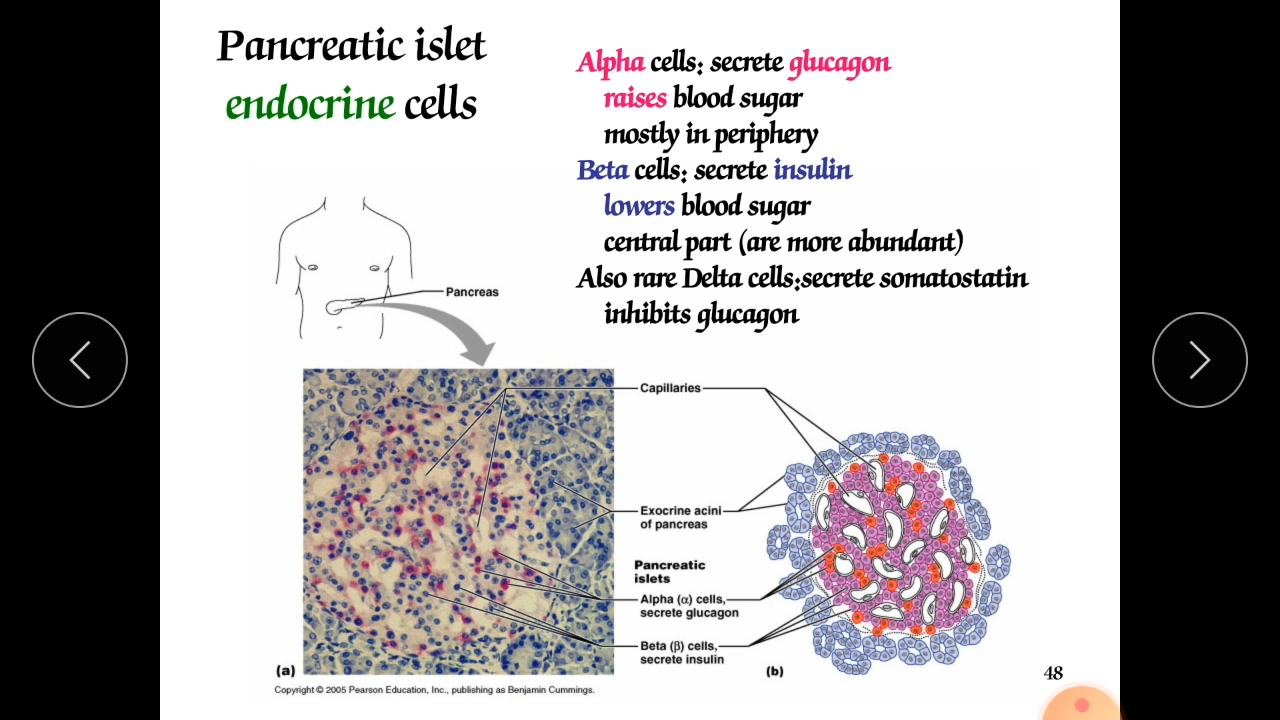 Pancreatic islet
endocrine cells
Alpha cells: secrete glucagon
raises blood sugar
mostly in periphery
Beta cells: secrete insulin
lowers blood sugar
central part (are more abundant)
Also rare Delta cells:secrete somatostatin
inhibits glucagon
Pancreas
Capillaries
Exocrine acini
of pancreas
Pancreatic
islets
Alpha (α) cells,
secrete glucagon
Beta (β) cells,
secrete insulin
(a)
(b)
48
Copyright © 2005 Pearson Education, Inc., publishing as Benjamin Cummings.